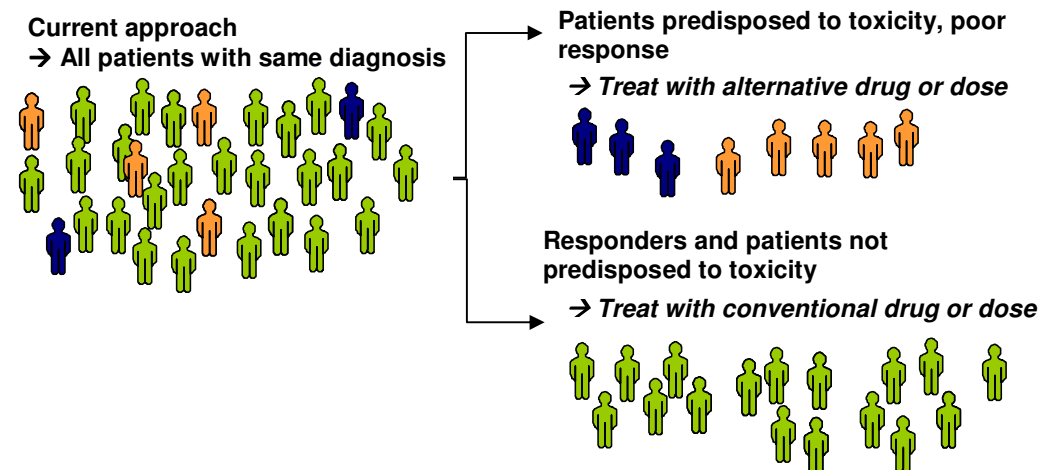 Current approach
→ All patients with same diagnosis
Patients predisposed to toxicity, poor
response
→ Treat with alternative drug or dose
Responders and patients not
predisposed to toxicity
→ Treat with conventional drug or dose